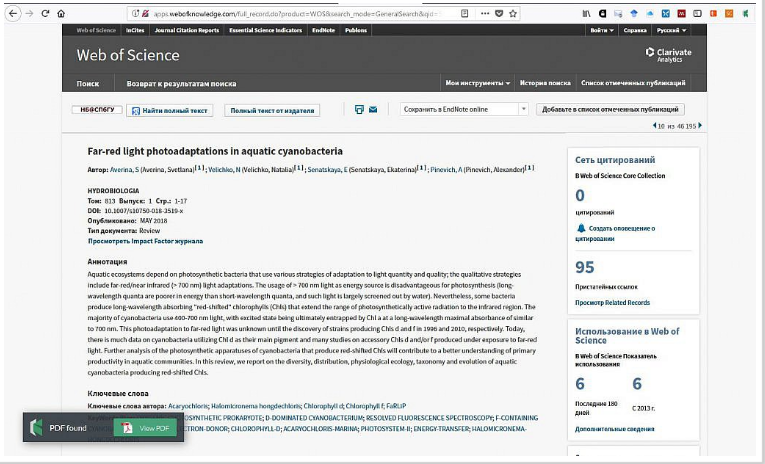 apps.webofknowledge.com/full_record.do?product=WOS&search_mode=GeneralSearch&qid=
Web of Science InCites Journal Citation Reports Essential Science Indicators EndNote Publons Войти Справка Русский
Web of Science
Clarivate
Analytics
Поиск Возврат к результатам поиска Мои инструменты История поиска Список отмеченных публикаций
НБ@СПбГУ Найти полный текст Полный текст от издателя Сохранить в EndNote online Добавьте в список отмеченных публикаций
10 из 46 195
Far-red light photoadaptations in aquatic cyanobacteria
Автор: Averina, S (Averina, Svetlana)[1]; Velichko, N (Velichko, Natalia)[1]; Senatskaya, E (Senatskaya, Ekaterina)[1]; Pinevich, A (Pinevich, Alexander)[1]
HYDROBIOLOGIA
Том: 813 Выпуск: 1 Стр.: 1-17
DOI: 10.1007/s10750-018-3519-x
Опубликовано: MAY 2018
Тип документа: Review
Просмотреть Impact Factor журнала
Аннотация
Aquatic ecosystems depend on photosynthetic bacteria that use various strategies of adaptation to light quantity and quality; the qualitative strategies
include far-red/near infrared (> 700 nm) light adaptations. The usage of > 700 nm light as energy source is disadvantageous for photosynthesis (long-
wavelength quanta are poorer in energy than short-wavelength quanta, and such light is largely screened out by water). Nevertheless, some bacteria
produce long-wavelength absorbing "red-shifted" chlorophylls (Chls) that extend the range of photosynthetically active radiation to the infrared region. The
majority of cyanobacteria use 400-700 nm light, with excited state being ultimately entrapped by Chl a at a long-wavelength maximal absorbance of similar
to 700 nm. This photoadaptation to far-red light was unknown until the discovery of strains producing Chls d and f in 1996 and 2010, respectively. Today,
there is much data on cyanobacteria utilizing Chl d as their main pigment and many studies on accessory Chls d and/or f produced under exposure to far-red
light. Further analysis of the photosynthetic apparatuses of cyanobacteria that produce red-shifted Chls will contribute to a better understanding of primary
productivity in aquatic communities. In this review, we report on the diversity, distribution, physiological ecology, taxonomy and evolution of aquatic
cyanobacteria producing red-shifted Chls.
Ключевые слова
Ключевые слова автора: Acaryochloris; Halomicronema hongdechloris; Chlorophyll d; Chlorophyll f; FaRLiP
OSYNTHETIC PROKARYOTE; D-DOMINATED CYANOBACTERIUM; RESOLVED FLUORESCENCE SPECTROSCOPY; F-CONTAINING
CTRON-DONOR; CHLOROPHYLL-D; ACARYOCHLORIS-MARINA; PHOTOSYSTEM-II; ENERGY-TRANSFER; HALOMICRONEMA-
PDF found View PDF
Сеть цитирований
В Web of Science Core Collection
0
цитирований
Создать оповещение о
цитировании
95
Пристатейных ссылок
Просмотр Related Records
Использование в Web of
Science
В Web of Science Показатель
использования
6 6
Последние 180
дней
С 2013 г.
Дополнительные сведения